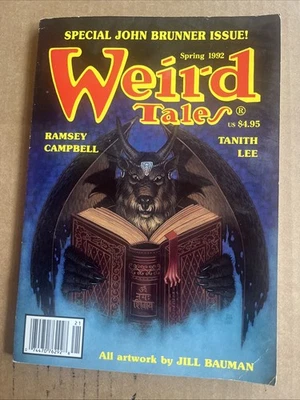 SPECIAL JOHN BRUNNER ISSUE!
Spring 1992
Weird
Tales ®
US $4.95
RAMSEY
CAMPBELL
TANITH
LEE
21
All artwork by JILL BAUMAN